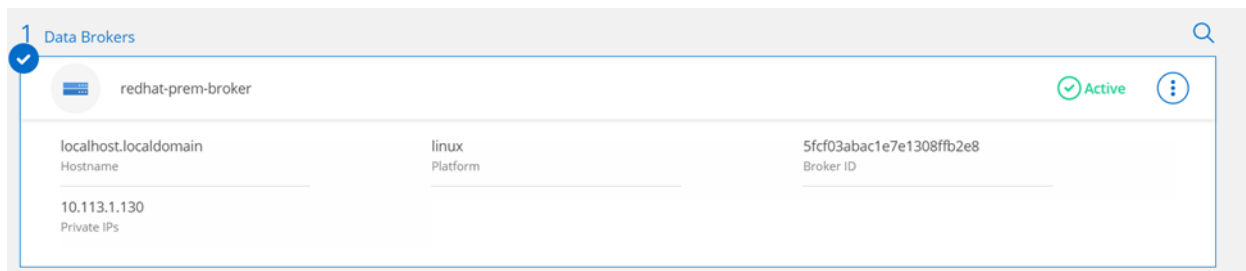 1 Data Brokers
redhat-prem-broker
Active
localhost.localdomain
Hostname
linux
Platform
5fcf03abac1e7e1308ffb2e8
Broker ID
10.113.1.130
Private IPs